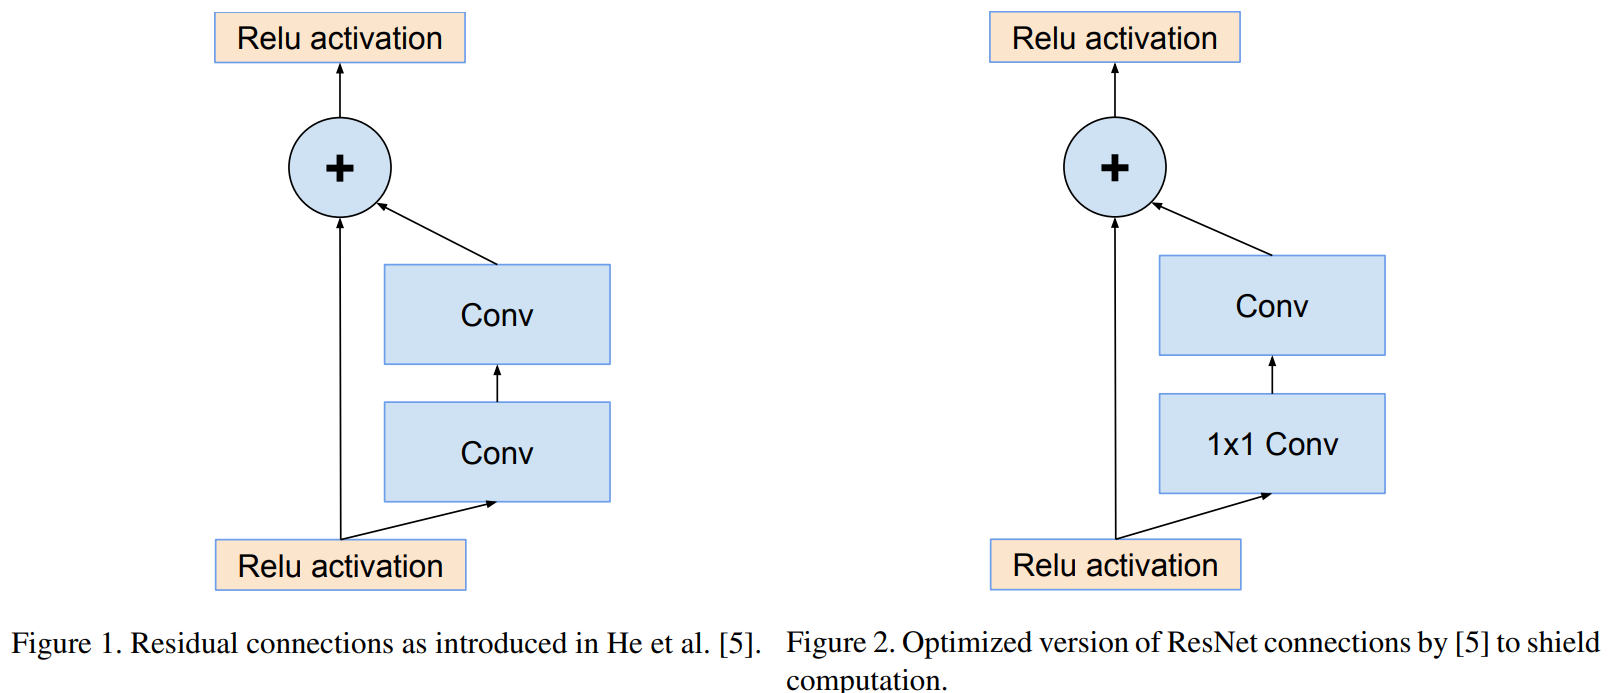 Relu activation
+
Conv
Conv
Relu activation
Figure 1. Residual connections as introduced in He et al. [5].
Relu activation
+
Conv
1x1 Conv
Relu activation
Figure 2. Optimized version of ResNet connections by [5] to shield
computation.